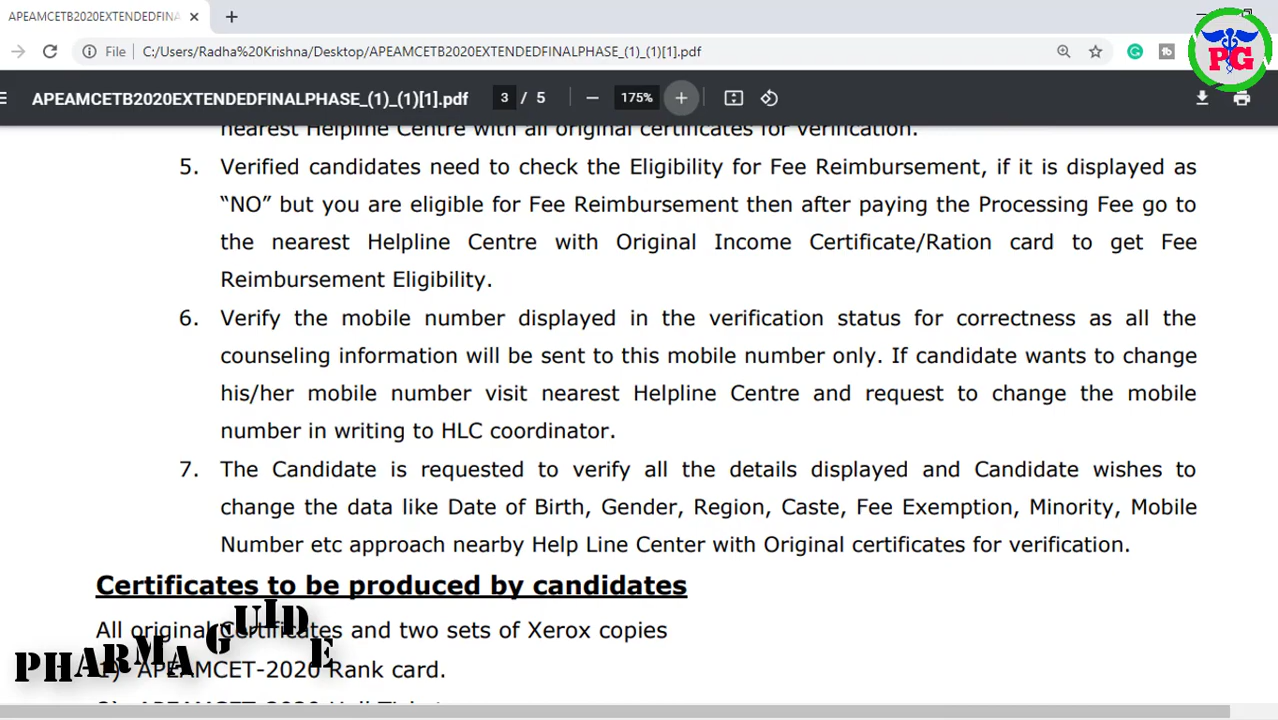 APEAMCETB2020EXTENDEDFINA
File C:/Users/Radha%20Krishna/Desktop/APEAMCETB2020EXTENDEDFINALPHASE_(1)_(1)[1].pdf
PG
APEAMCETB2020EXTENDEDFINALPHASE_(1)_(1)[1].pdf 3 / 5 175%
nearest Helpline Centre with all original certificates for verification.
5. Verified candidates need to check the Eligibility for Fee Reimbursement, if it is displayed as
“NO” but you are eligible for Fee Reimbursement then after paying the Processing Fee go to
the nearest Helpline Centre with Original Income Certificate/Ration card to get Fee
Reimbursement Eligibility.
6. Verify the mobile number displayed in the verification status for correctness as all the
counseling information will be sent to this mobile number only. If candidate wants to change
his/her mobile number visit nearest Helpline Centre and request to change the mobile
number in writing to HLC coordinator.
7. The Candidate is requested to verify all the details displayed and Candidate wishes to
change the data like Date of Birth, Gender, Region, Caste, Fee Exemption, Minority, Mobile
Number etc approach nearby Help Line Center with Original certificates for verification.
Certificates to be produced by candidates
All original Certificates and two sets of Xerox copies
PHARMA GUIDE
1) APEAMCET-2020 Rank card.
2) APEAMCET-2020 Hall Ticket